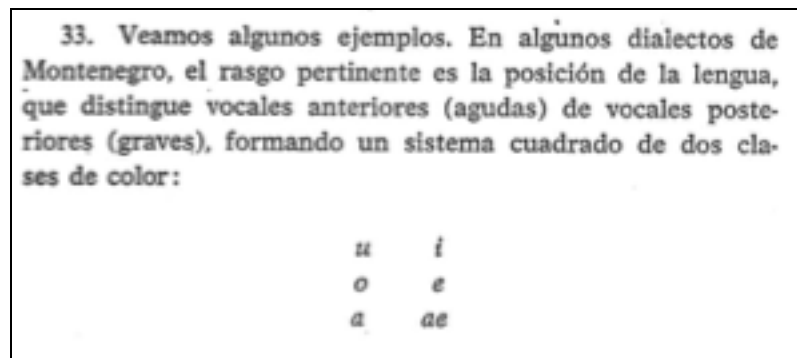 33. Veamos algunos ejemplos. En algunos dialectos de
Montenegro, el rasgo pertinente es la posición de la lengua,
que distingue vocales anteriores (agudas) de vocales poste-
riores (graves), formando un sistema cuadrado de dos cla-
ses de color:
u i
o e
a ae